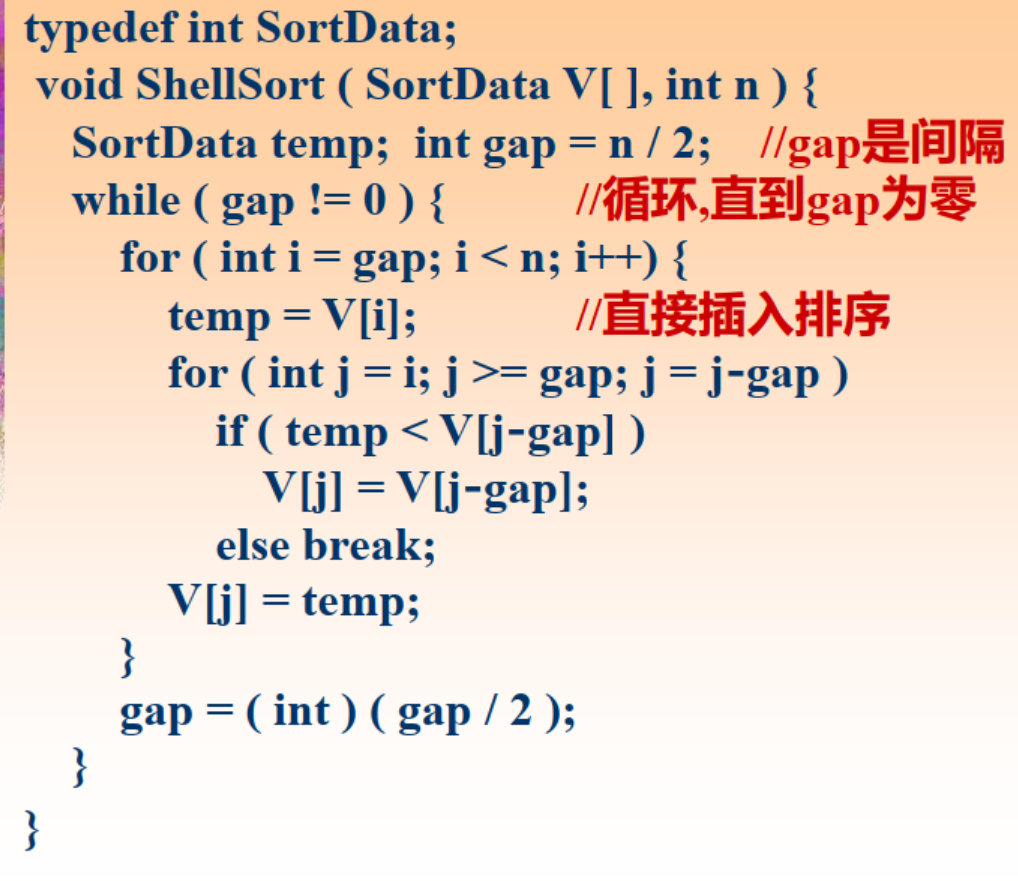 typedef int SortData;
void ShellSort ( SortData V[ ], int n ) {
SortData temp; int gap = n / 2; //gap是间隔
while ( gap != 0 ) { //循环,直到gap为零
for ( int i = gap; i < n; i++) {
temp = V[i]; //直接插入排序
for ( int j = i; j >= gap; j = j-gap )
if ( temp < V[j-gap] )
V[j] = V[j-gap];
else break;
V[j] = temp;
}
gap = ( int ) ( gap / 2 );
}
}